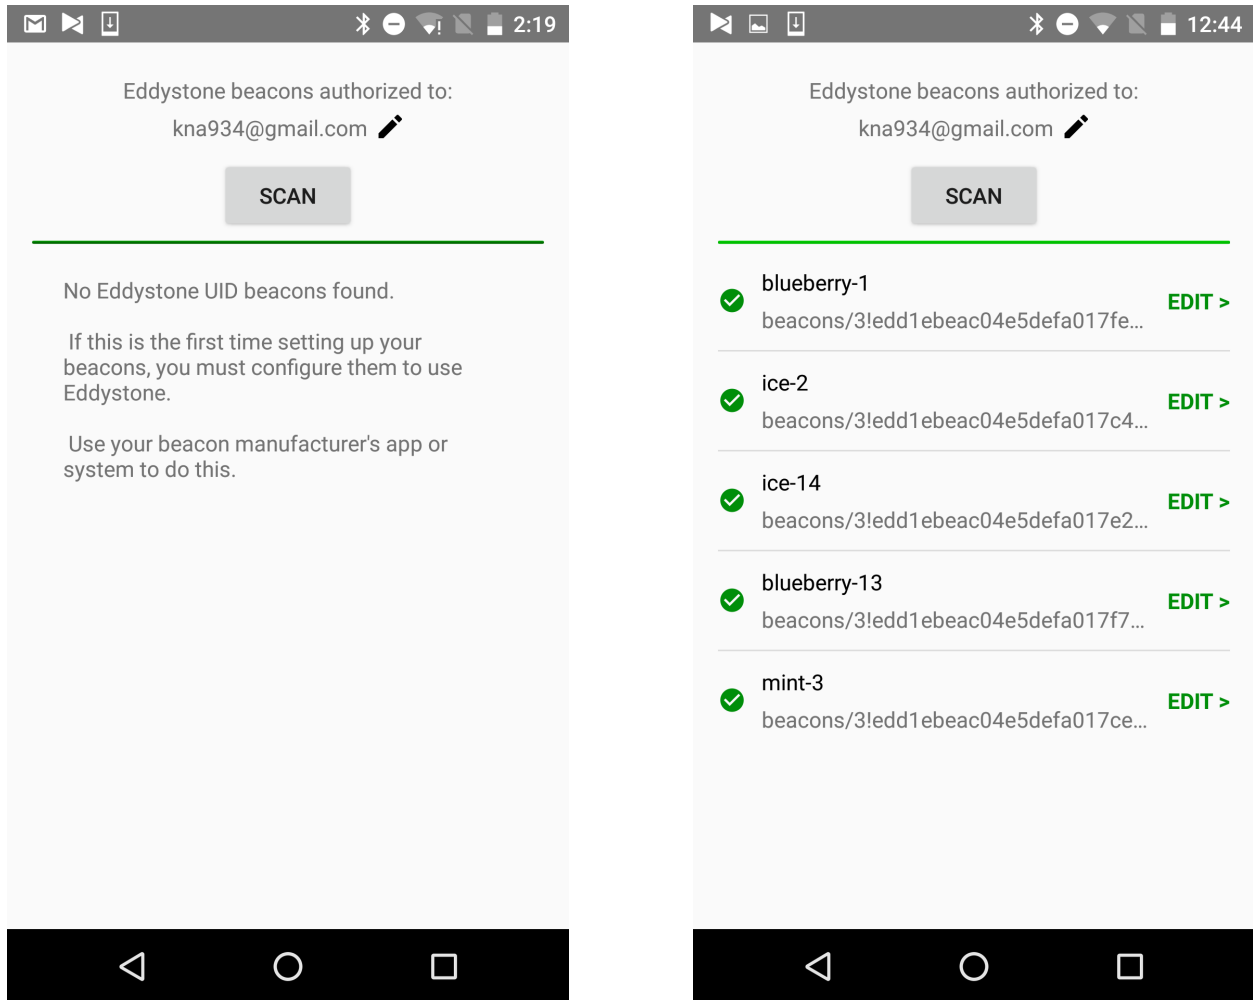 2:19
Eddystone beacons authorized to:
kna934@gmail.com
SCAN
No Eddystone UID beacons found.
If this is the first time setting up your
beacons, you must configure them to use
Eddystone.
Use your beacon manufacturer's app or
system to do this.
12:44
Eddystone beacons authorized to:
kna934@gmail.com
SCAN
blueberry-1
beacons/3!edd1ebeac04e5defa017fe...
EDIT >
ice-2
beacons/3!edd1ebeac04e5defa017c4...
EDIT >
ice-14
beacons/3!edd1ebeac04e5defa017e2...
EDIT >
blueberry-13
beacons/3!edd1ebeac04e5defa017f7...
EDIT >
mint-3
beacons/3!edd1ebeac04e5defa017ce...
EDIT >